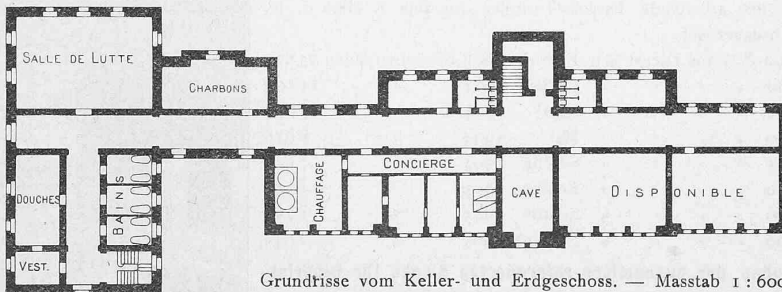 SALLE DE LUTTE
CHARBONS
CONCIERGE
CHAUFFAGE
DOUCHES
BAINS
CAVE
DISPONIBLE
VEST.
Grundrisse vom Keller- und Erdgeschoss. — Masstab 1 : 600.